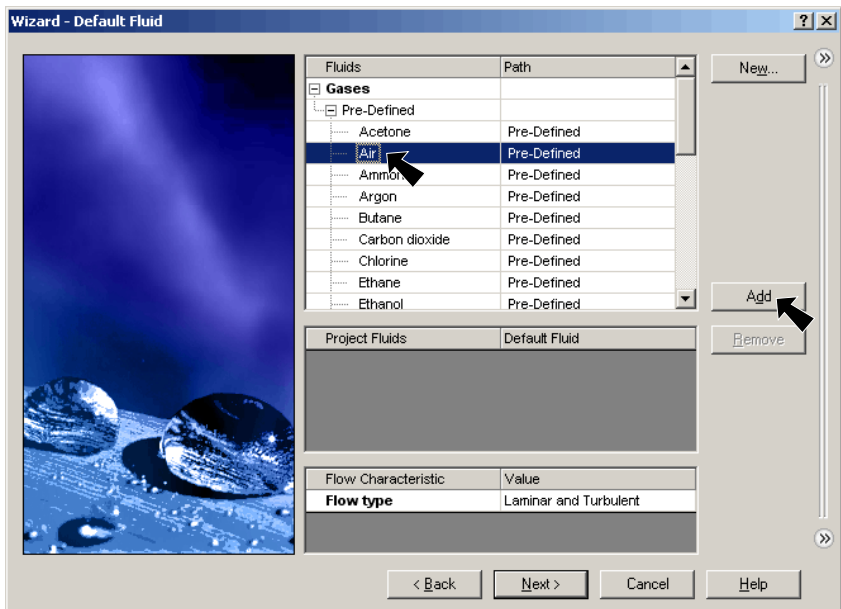 Wizard - Default Fluid
Fluids Path
New...
Gases
Pre-Defined
Acetone Pre-Defined
Air Pre-Defined
Pre-Defined
Argon Pre-Defined
Butane Pre-Defined
Carbon dioxide Pre-Defined
Chlorine Pre-Defined
Ethane Pre-Defined
Ethanol Pre-Defined
Add
Project Fluids Default Fluid
Remove
Flow Characteristic Value
Flow type Laminar and Turbulent
< Back Next > Cancel Help